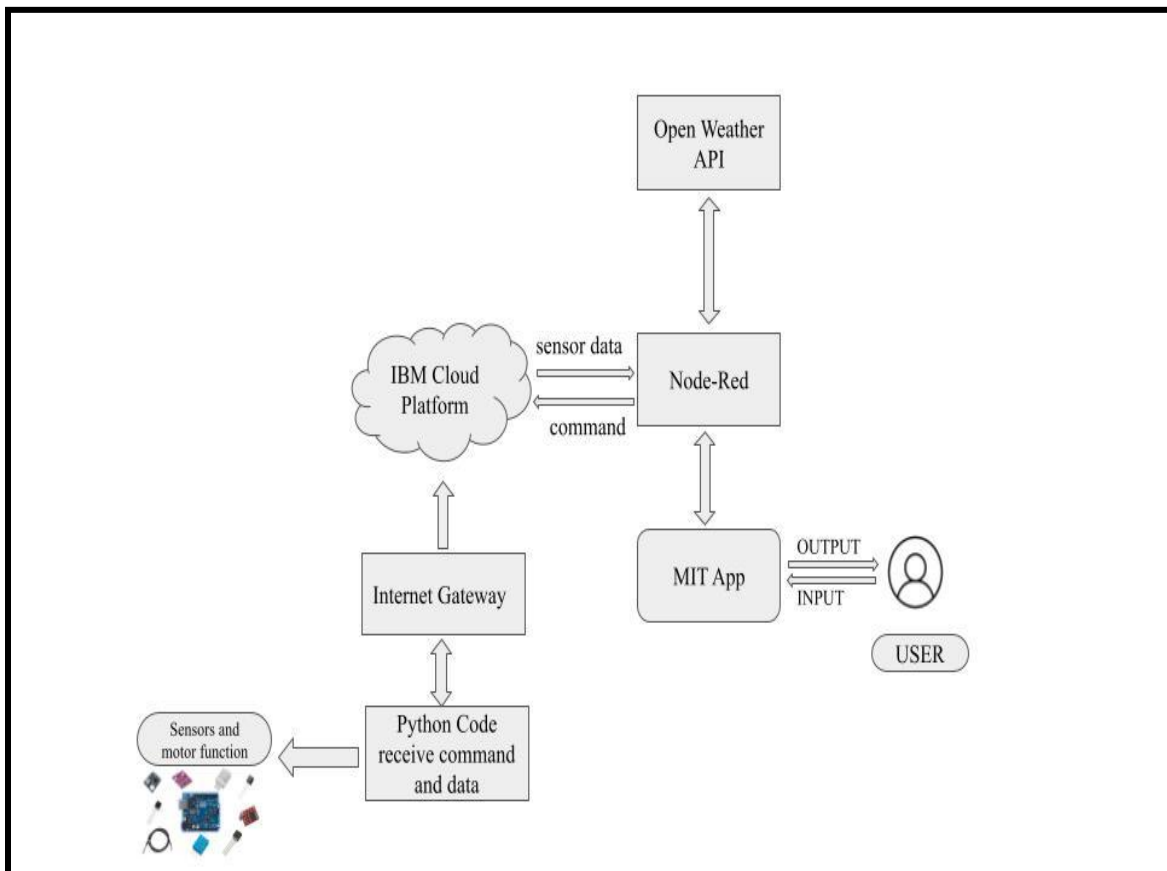 Open Weather
API
sensor data
IBM Cloud
Platform
Node-Red
command
OUTPUT
MIT App
INPUT
Internet Gateway
USER
Sensors and
motor function
Python Code
receive command
and data